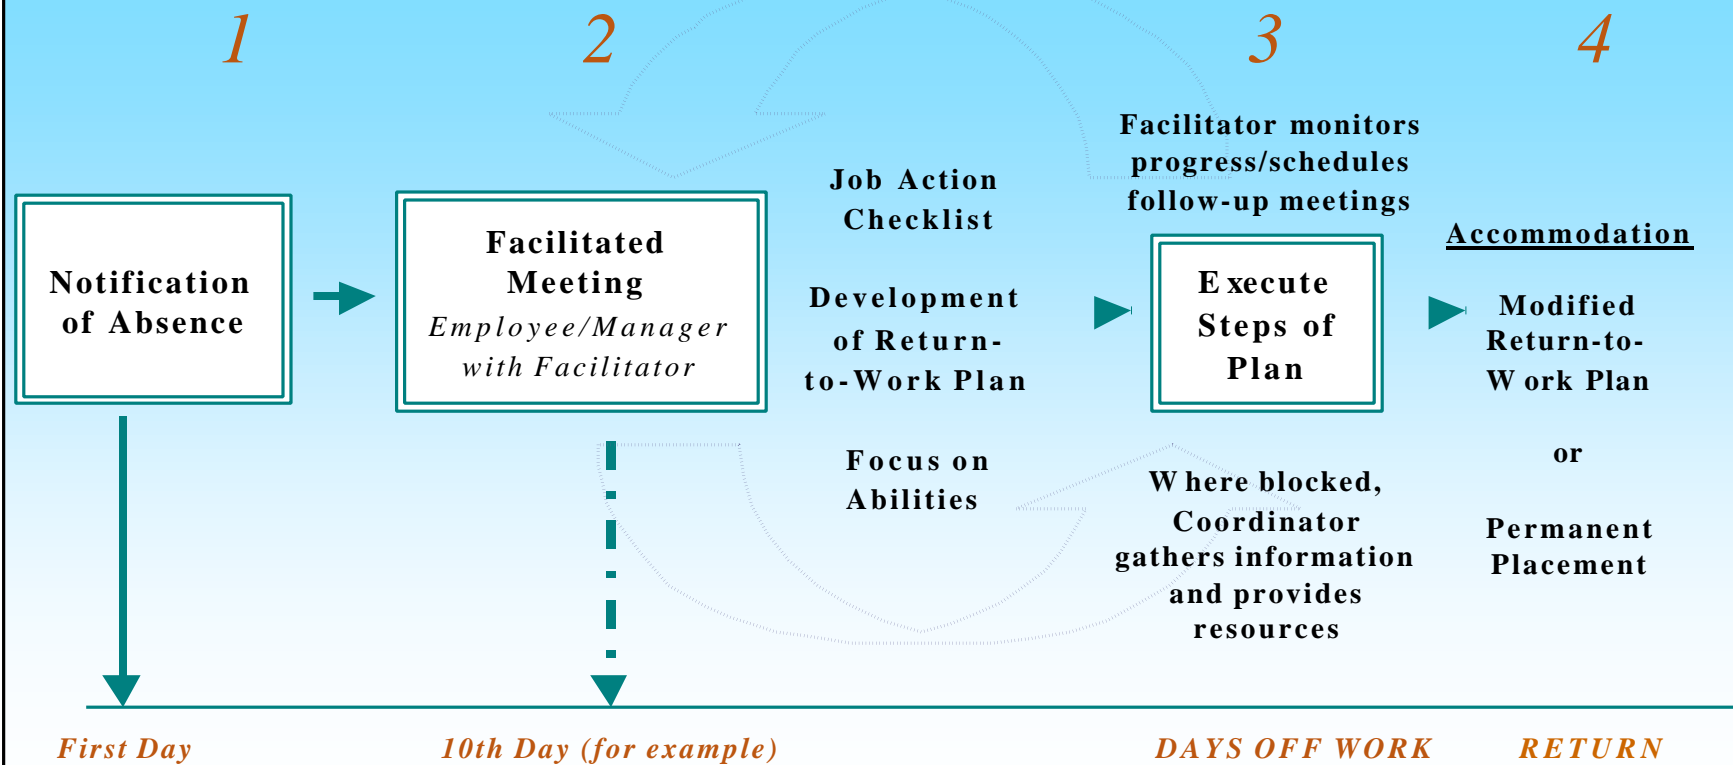 1
2
3
4
Notification
of Absence
Facilitated
Meeting
Employee/Manager
with Facilitator
Job Action
Checklist
Development
of Return-
to-Work Plan
Focus on
Abilities
Facilitator monitors
progress/schedules
follow-up meetings
Execute
Steps of
Plan
Where blocked,
Coordinator
gathers information
and provides
resources
Accommodation
Modified
Return-to-
Work Plan
or
Permanent
Placement
First Day
10th Day (for example)
DAYS OFF WORK
RETURN